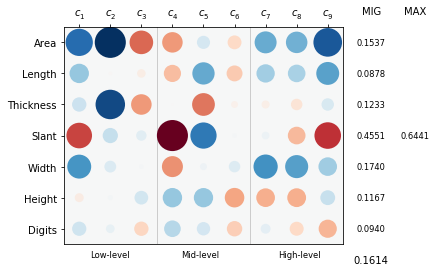 c1 c2 c3 c4 c5 c6 c7 c8 c9 MIG MAX
Area 0.1537
Length 0.0878
Thickness 0.1233
Slant 0.4551 0.6441
Width 0.1740
Height 0.1167
Digits 0.0940
Low-level Mid-level High-level 0.1614